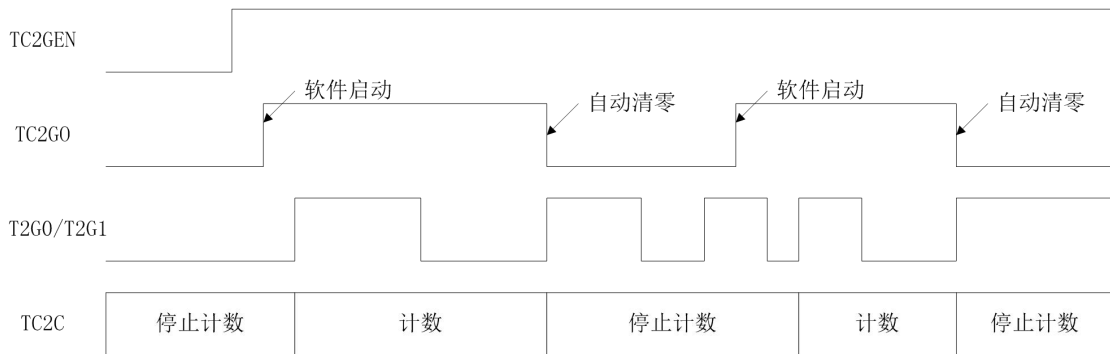 TC2GEN
软件启动
自动清零
软件启动
自动清零
TC2GO
T2G0/T2G1
TC2C
停止计数
计数
停止计数
计数
停止计数